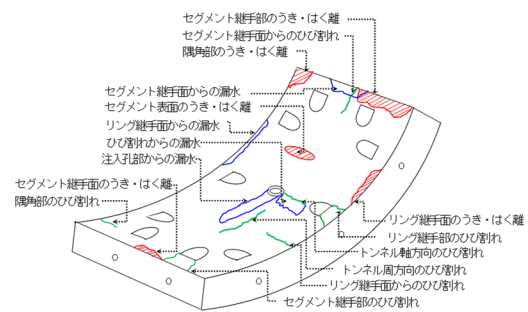 セグメント継手部のうき・はく離
セグメント継手面からのひび割れ
隅角部のうき・はく離
セグメント継手面からの漏水
セグメント表面のうき・はく離
リング継手面からの漏水
ひび割れからの漏水
注入孔部からの漏水
セグメント継手面のうき・はく離
隅角部のひび割れ
リング継手面のうき・はく離
リング継手部のひび割れ
トンネル軸方向のひび割れ
トンネル周方向のひび割れ
リング継手面からのひび割れ
セグメント継手部のひび割れ